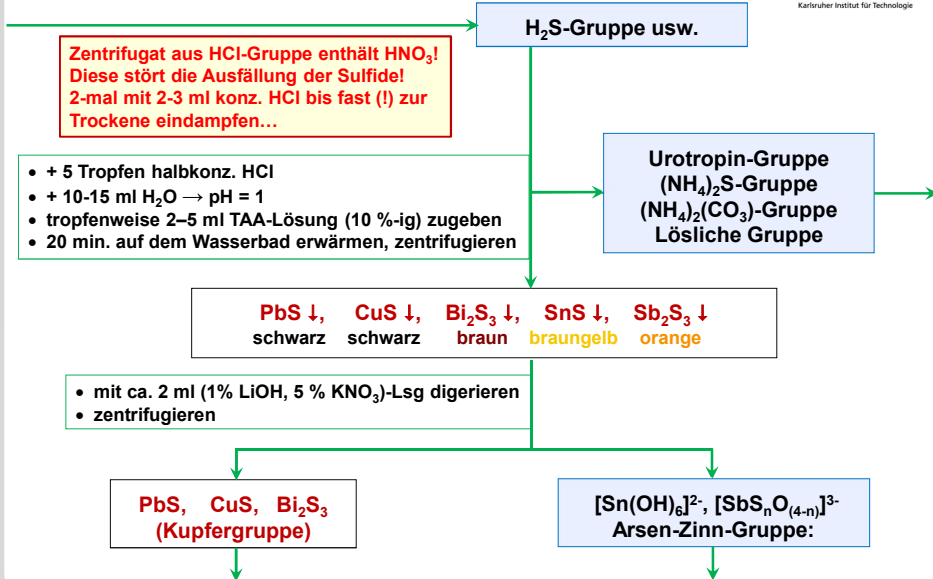 Karlsruher Institut für Technologie
H₂S-Gruppe usw.
Zentrifugat aus HCl-Gruppe enthält HNO₃!
Diese stört die Ausfällung der Sulfide!
2-mal mit 2-3 ml konz. HCl bis fast (!) zur
Trockene eindampfen…
• + 5 Tropfen halbkonz. HCl
• + 10-15 ml H₂O → pH = 1
• tropfenweise 2–5 ml TAA-Lösung (10 %-ig) zugeben
• 20 min. auf dem Wasserbad erwärmen, zentrifugieren
Urotropin-Gruppe
(NH₄)₂S-Gruppe
(NH₄)₂(CO₃)-Gruppe
Lösliche Gruppe
PbS ↓, CuS ↓, Bi₂S₃ ↓, SnS ↓, Sb₂S₃ ↓
schwarz schwarz braun braungelb orange
• mit ca. 2 ml (1% LiOH, 5 % KNO₃)-Lsg digerieren
• zentrifugieren
PbS, CuS, Bi₂S₃
(Kupfergruppe)
[Sn(OH)₆]²⁻, [SbSₙO₍₄₋ₙ₎]³⁻
Arsen-Zinn-Gruppe: